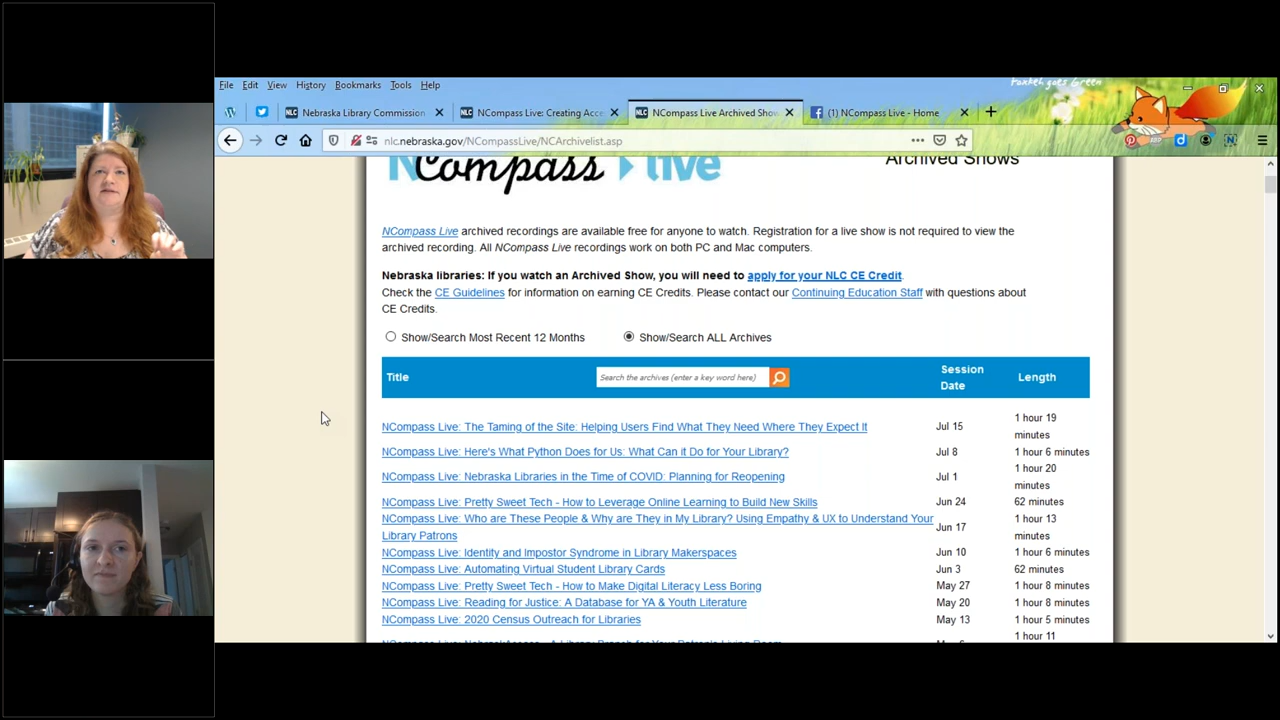 Foxkeh goes Green
File Edit View History Bookmarks Tools Help
Nebraska Library Commission
NCompass Live: Creating Acce
NCompass Live Archived Show
(1) NCompass Live - Home
nlc.nebraska.gov/NCompassLive/NCArchivelist.asp
NCompass live
Archived Shows
NCompass Live archived recordings are available free for anyone to watch. Registration for a live show is not required to view the
archived recording. All NCompass Live recordings work on both PC and Mac computers.
Nebraska libraries: If you watch an Archived Show, you will need to apply for your NLC CE Credit.
Check the CE Guidelines for information on earning CE Credits. Please contact our Continuing Education Staff with questions about
CE Credits.
Show/Search Most Recent 12 Months Show/Search ALL Archives
Title Search the archives (enter a key word here) Session Date Length
NCompass Live: The Taming of the Site: Helping Users Find What They Need Where They Expect It Jul 15 1 hour 19 minutes
NCompass Live: Here's What Python Does for Us: What Can it Do for Your Library? Jul 8 1 hour 6 minutes
NCompass Live: Nebraska Libraries in the Time of COVID: Planning for Reopening Jul 1 1 hour 20 minutes
NCompass Live: Pretty Sweet Tech - How to Leverage Online Learning to Build New Skills Jun 24 62 minutes
NCompass Live: Who are These People & Why are They in My Library? Using Empathy & UX to Understand Your
Library Patrons Jun 17 1 hour 13 minutes
NCompass Live: Identity and Impostor Syndrome in Library Makerspaces Jun 10 1 hour 6 minutes
NCompass Live: Automating Virtual Student Library Cards Jun 3 62 minutes
NCompass Live: Pretty Sweet Tech - How to Make Digital Literacy Less Boring May 27 1 hour 8 minutes
NCompass Live: Reading for Justice: A Database for YA & Youth Literature May 20 1 hour 8 minutes
NCompass Live: 2020 Census Outreach for Libraries May 13 1 hour 5 minutes
1 hour 11